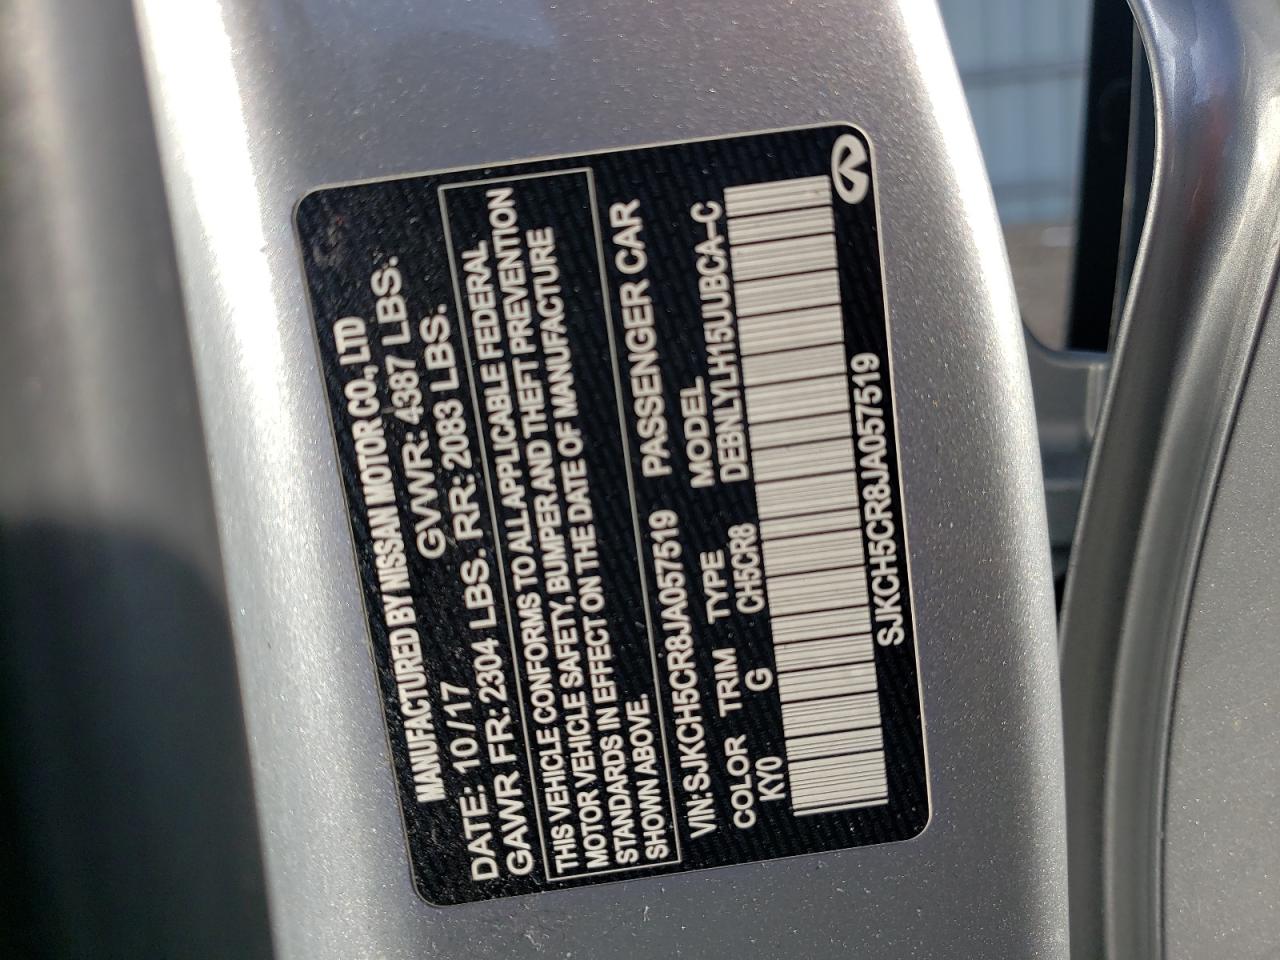 MANUFACTURED BY NISSAN MOTOR CO., LTD
DATE: 10/17 GVWR: 4387 LBS.
GAWR FR: 2304 LBS. RR: 2083 LBS.
THIS VEHICLE CONFORMS TO ALL APPLICABLE FEDERAL
MOTOR VEHICLE SAFETY, BUMPER AND THEFT PREVENTION
STANDARDS IN EFFECT ON THE DATE OF MANUFACTURE
SHOWN ABOVE.
VIN: SJKCH5CR8JA057519 PASSENGER CAR
COLOR TRIM TYPE MODEL
KY0 G CH5CR8 DEBNLYLH15UUBCA-C
SJKCH5CR8JA057519